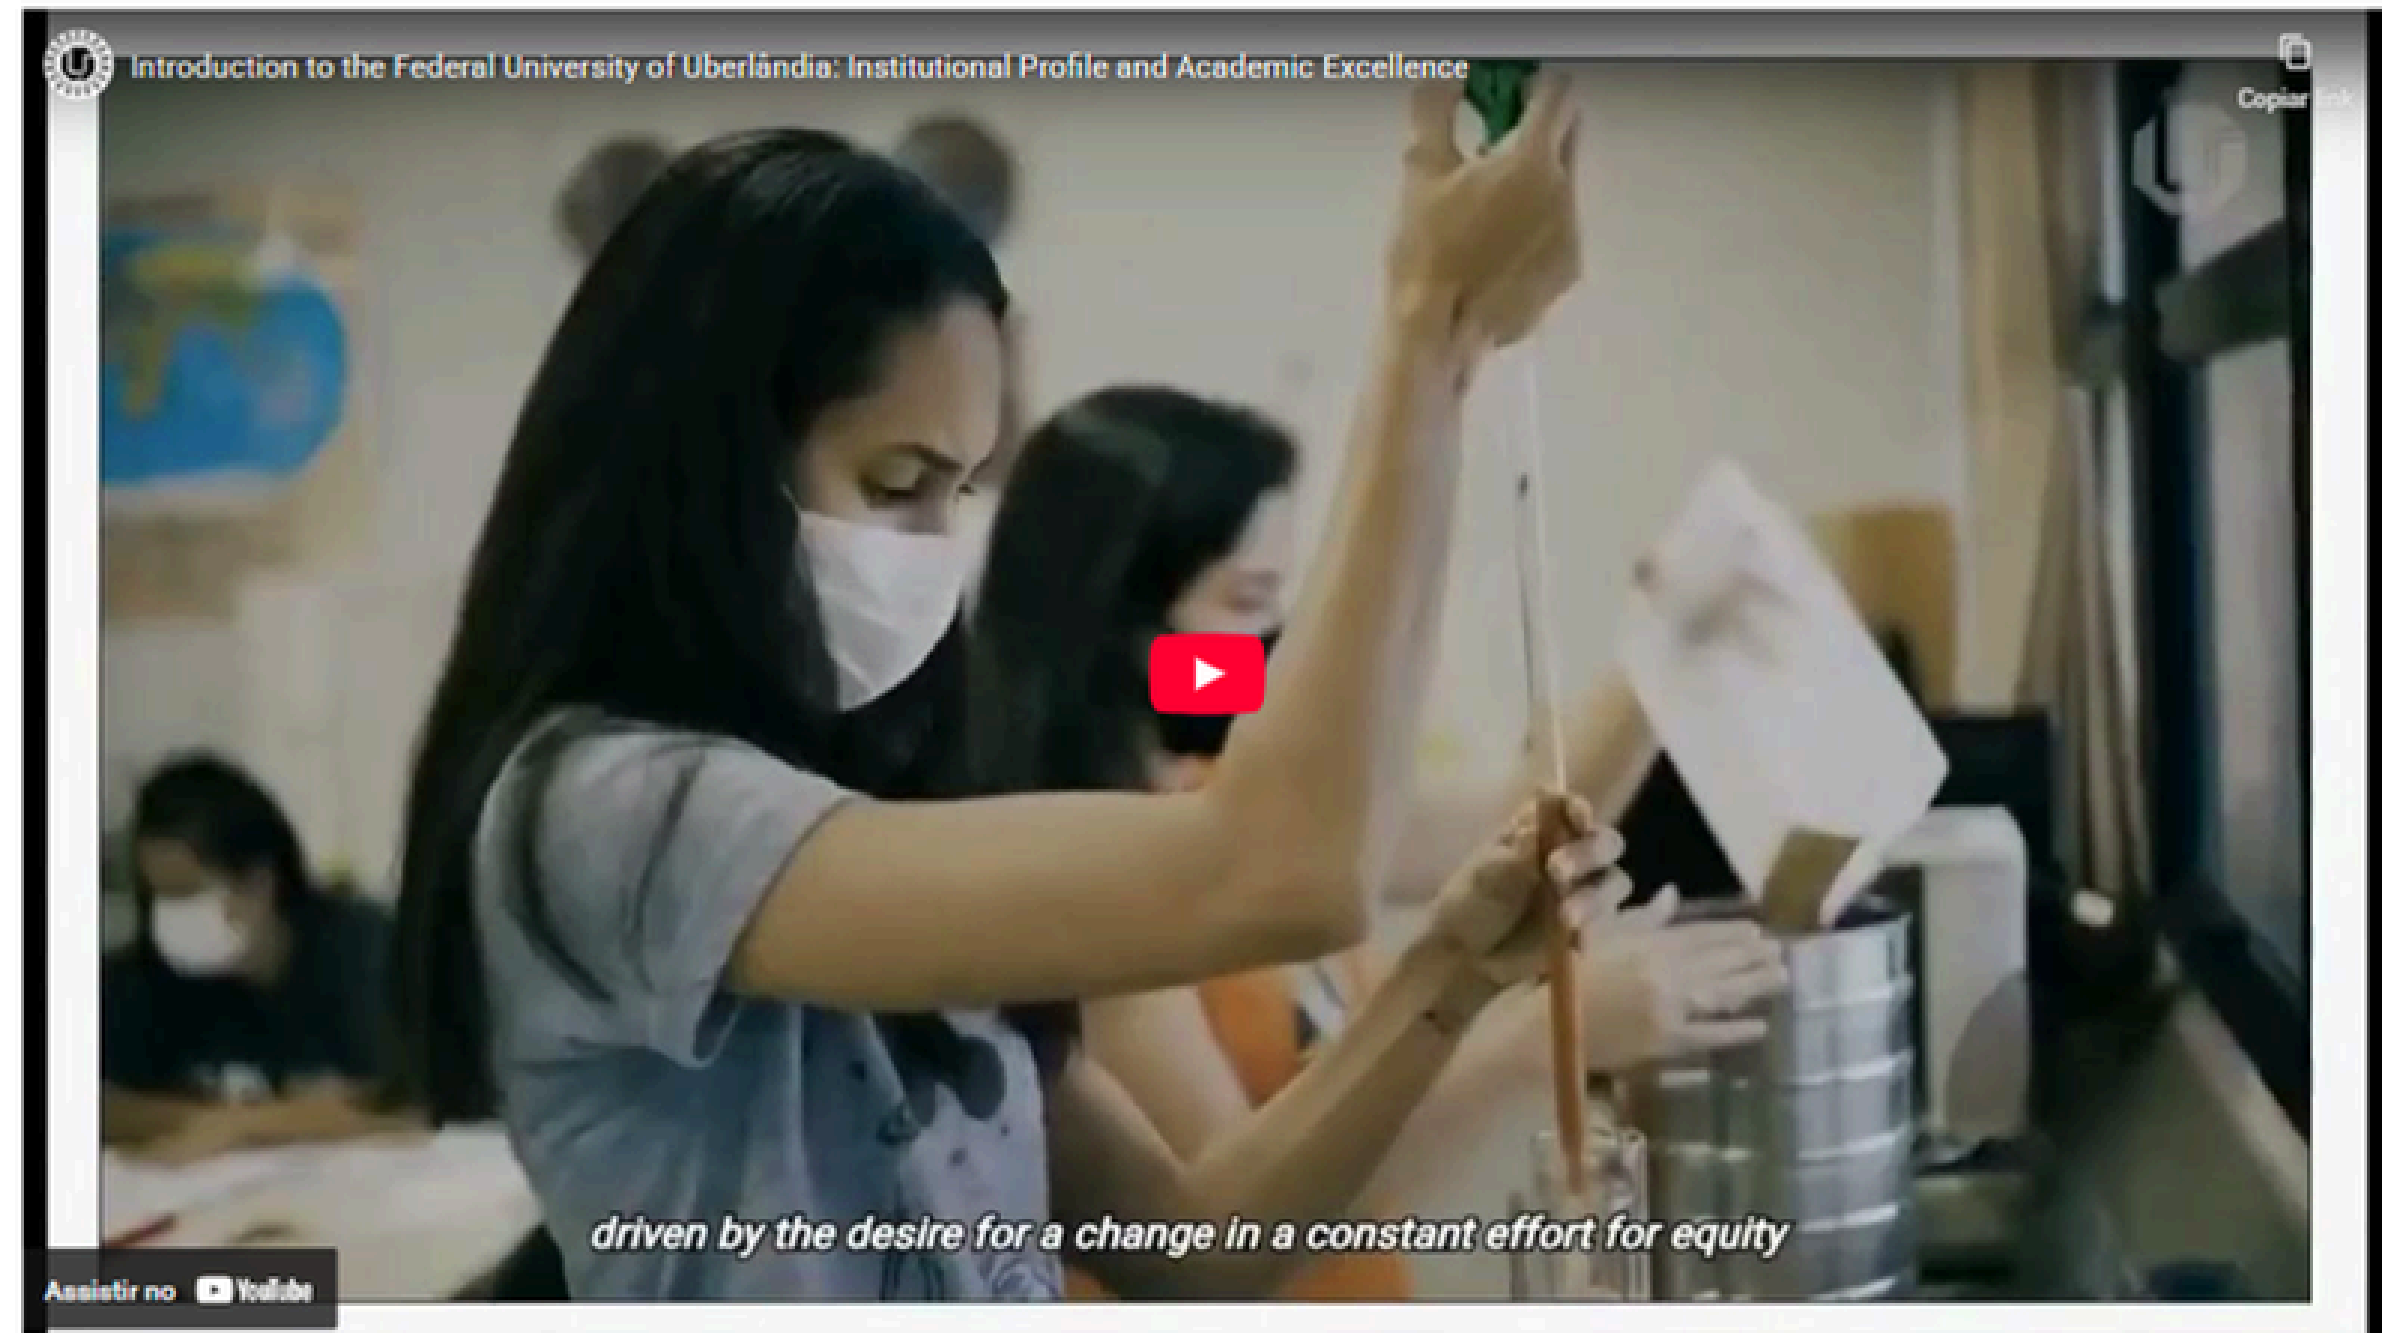 Introduction to the Federal University of Uberlândia: Institutional Profile and Academic Excellence
Copiar link
driven by the desire for a change in a constant effort for equity
Assistir no YouTube